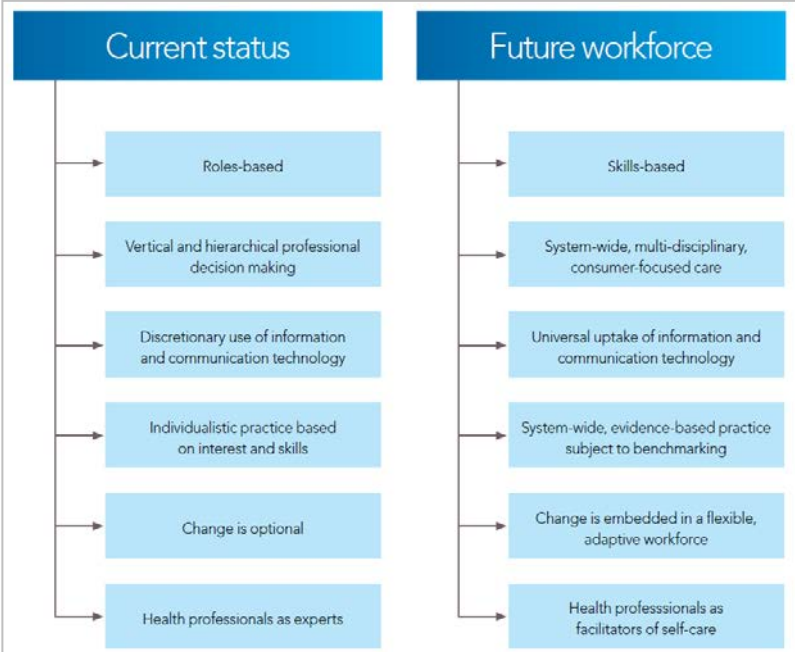 Current status
Roles-based
Vertical and hierarchical professional
decision making
Discretionary use of information
and communication technology
Individualistic practice based
on interest and skills
Change is optional
Health professionals as experts
Future workforce
Skills-based
System-wide, multi-disciplinary,
consumer-focused care
Universal uptake of information and
communication technology
System-wide, evidence-based practice
subject to benchmarking
Change is embedded in a flexible,
adaptive workforce
Health professsionals as
facilitators of self-care